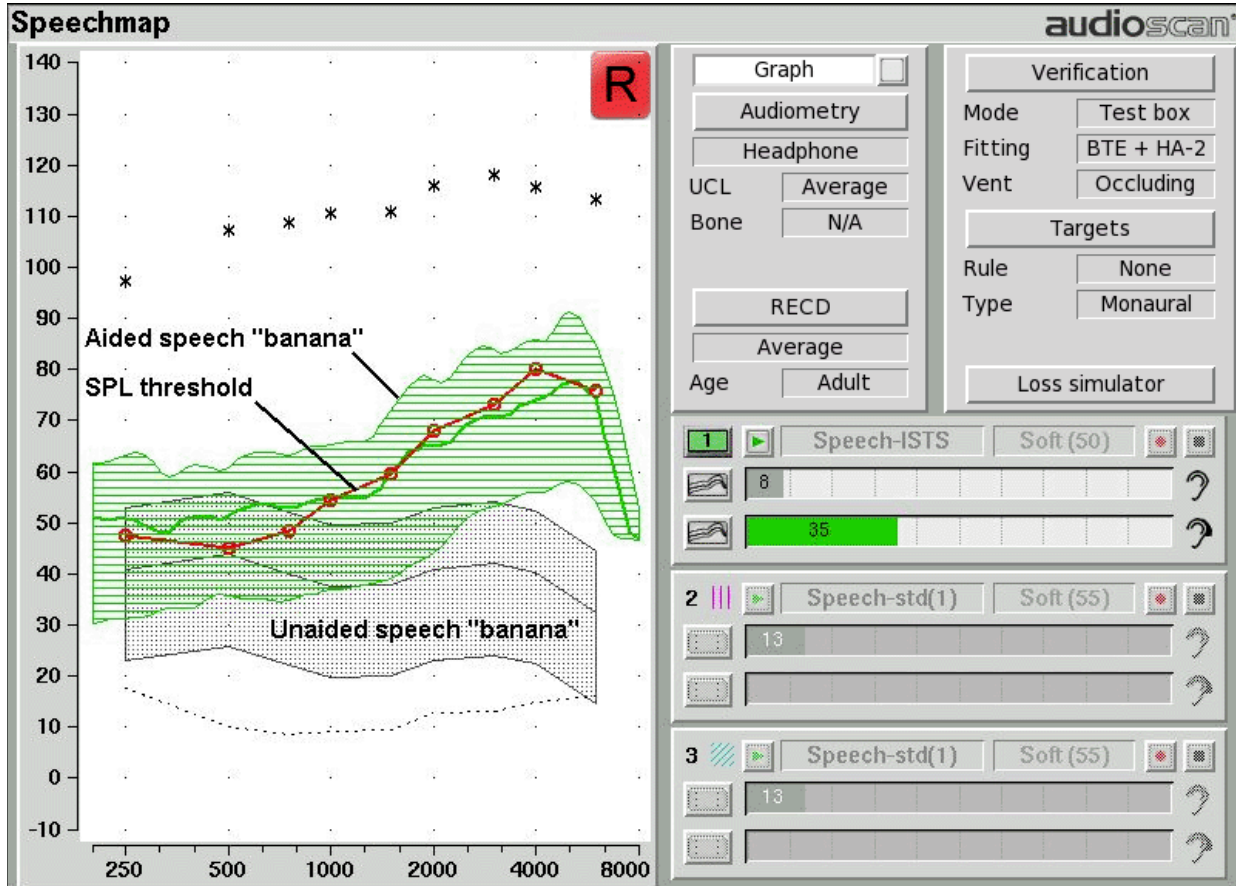 Speechmap
audioscan
140
130
120
110
100
90
80
70
60
50
40
30
20
10
0
-10
250 500 1000 2000 4000 8000
R
Aided speech "banana"
SPL threshold
Unaided speech "banana"
Graph
Audiometry
Headphone
UCL Average
Bone N/A
RECD
Average
Age Adult
Verification
Mode Test box
Fitting BTE + HA-2
Vent Occluding
Targets
Rule None
Type Monaural
Loss simulator
1 Speech-ISTS Soft (50)
8
35
2 Speech-std(1) Soft (55)
13
3 Speech-std(1) Soft (55)
13